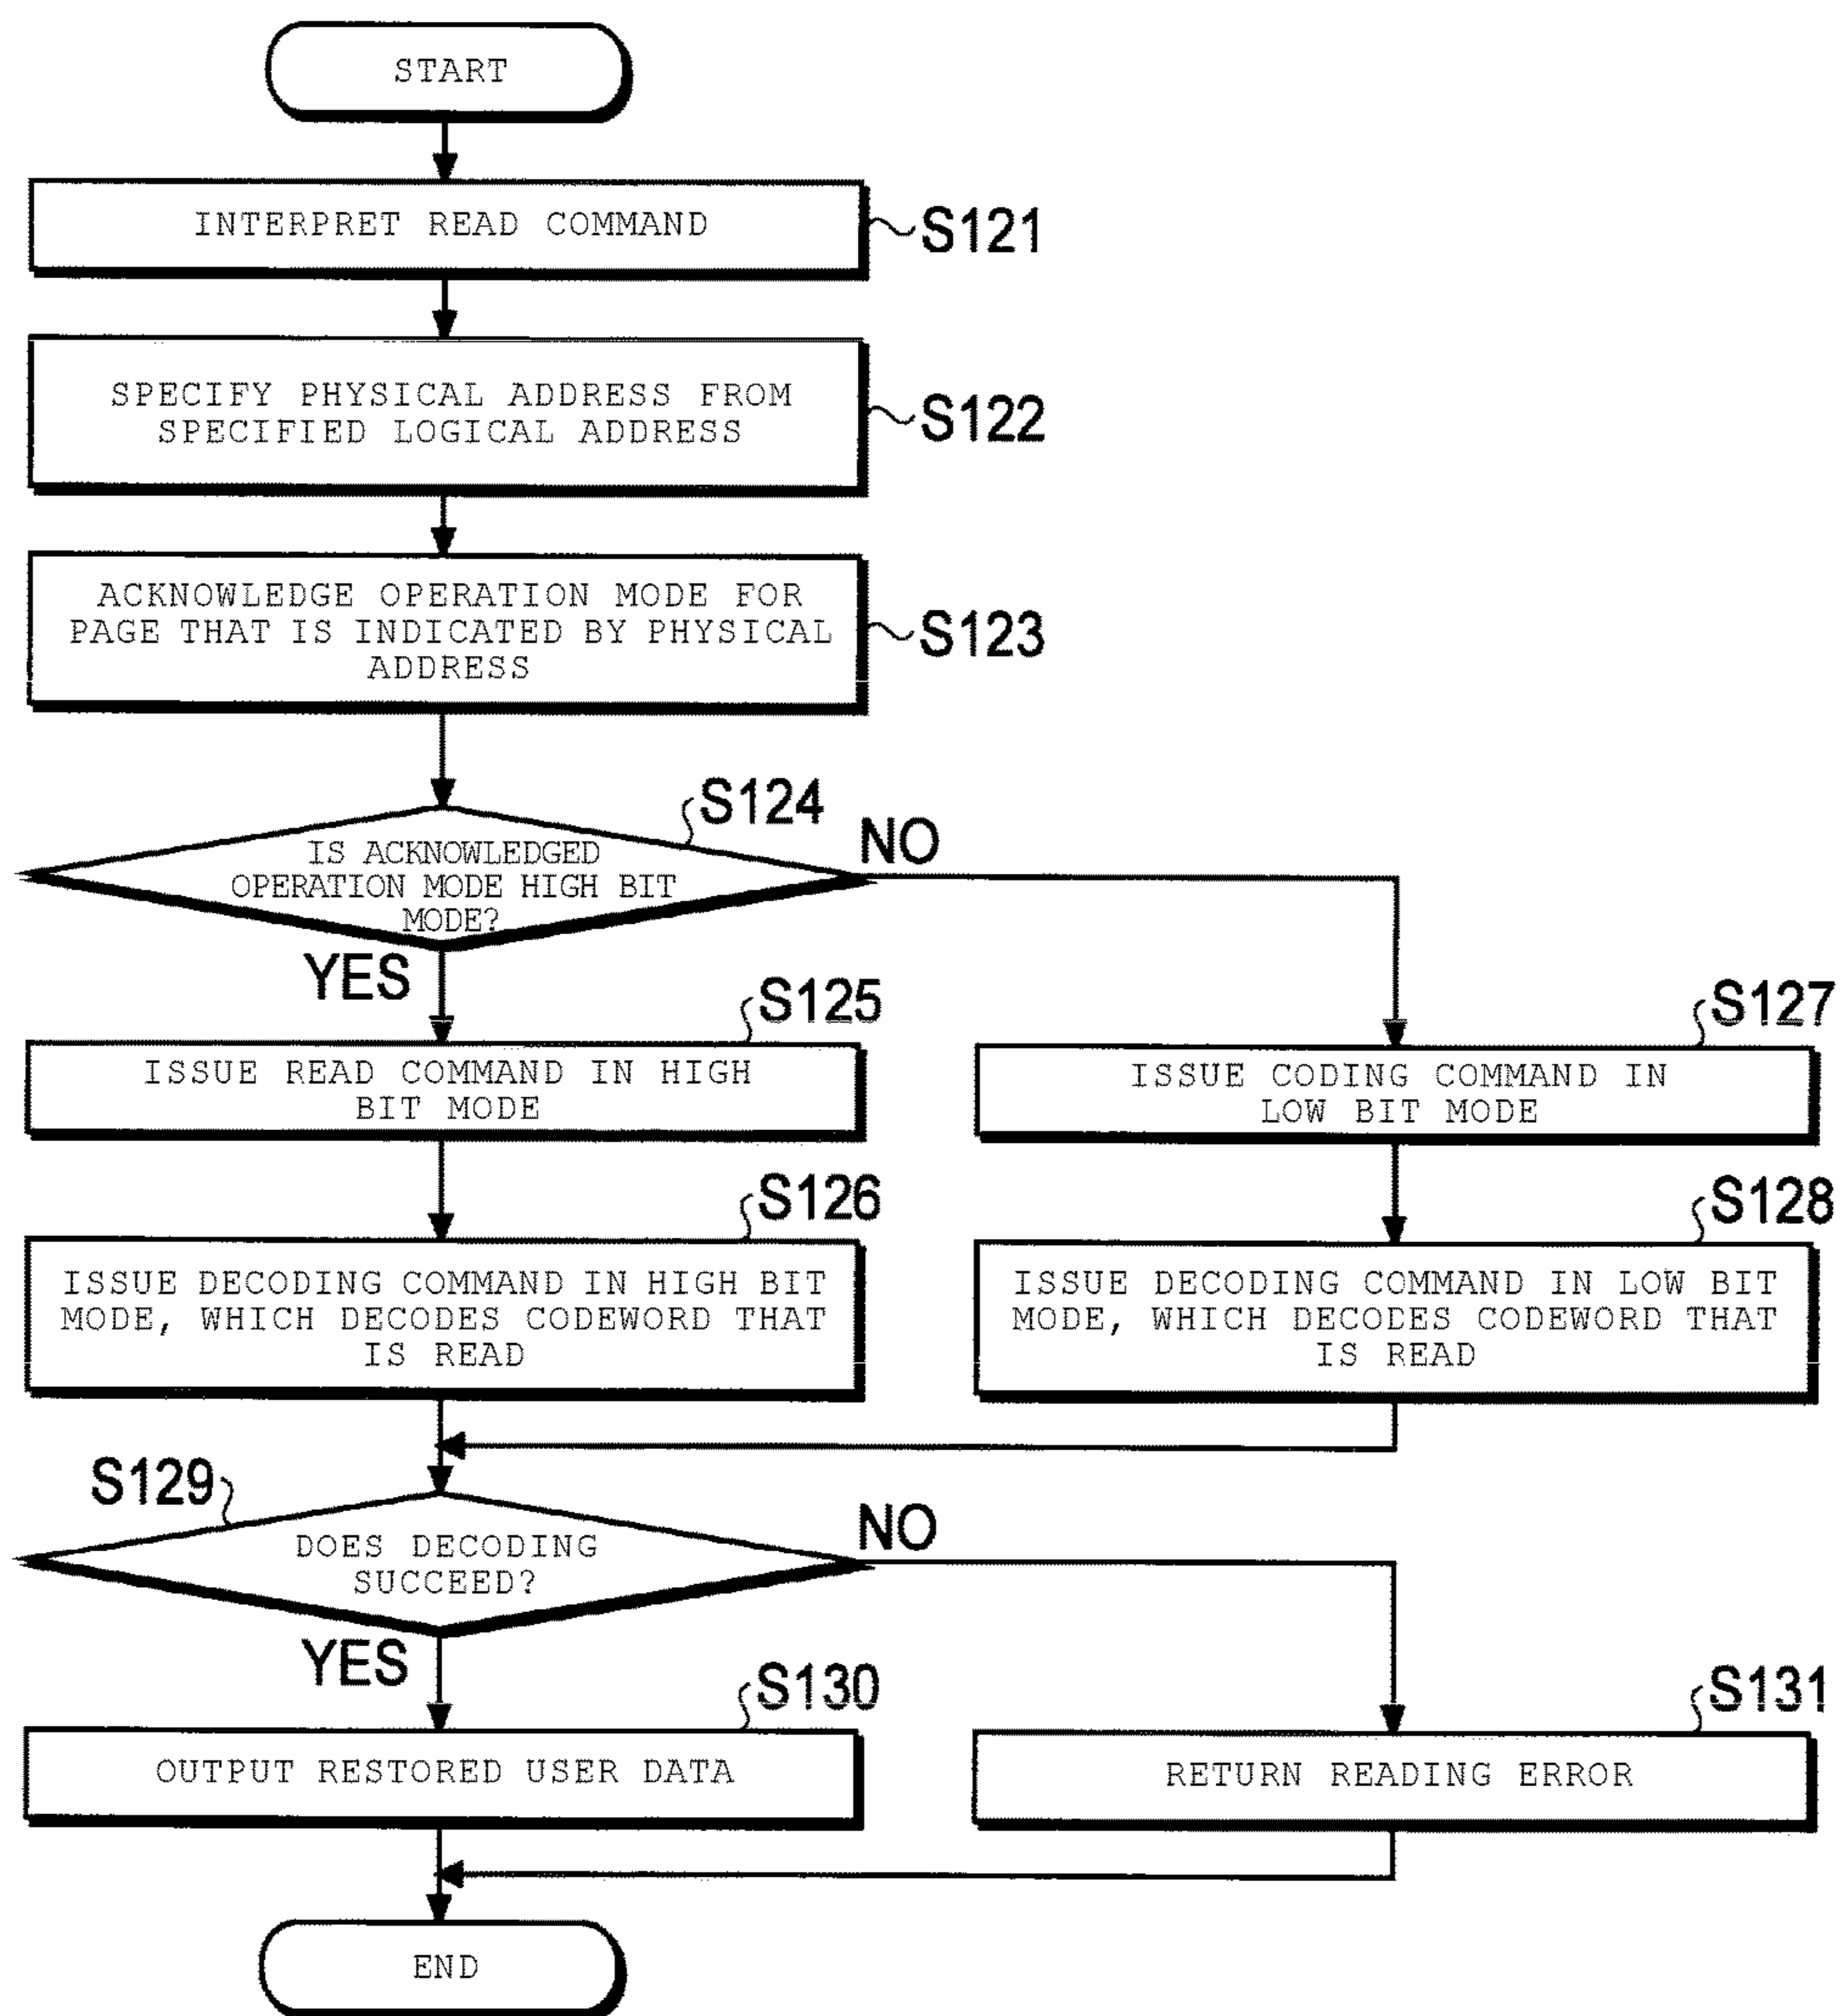 START
INTERPRET READ COMMAND
S121
SPECIFY PHYSICAL ADDRESS FROM
SPECIFIED LOGICAL ADDRESS
S122
ACKNOWLEDGE OPERATION MODE FOR
PAGE THAT IS INDICATED BY PHYSICAL
ADDRESS
S123
S124
IS ACKNOWLEDGED
OPERATION MODE HIGH BIT
MODE?
NO
YES
S125
ISSUE READ COMMAND IN HIGH
BIT MODE
S127
ISSUE CODING COMMAND IN
LOW BIT MODE
S126
ISSUE DECODING COMMAND IN HIGH BIT
MODE, WHICH DECODES CODEWORD THAT
IS READ
S128
ISSUE DECODING COMMAND IN LOW BIT
MODE, WHICH DECODES CODEWORD THAT
IS READ
S129
DOES DECODING
SUCCEED?
NO
YES
S130
OUTPUT RESTORED USER DATA
S131
RETURN READING ERROR
END